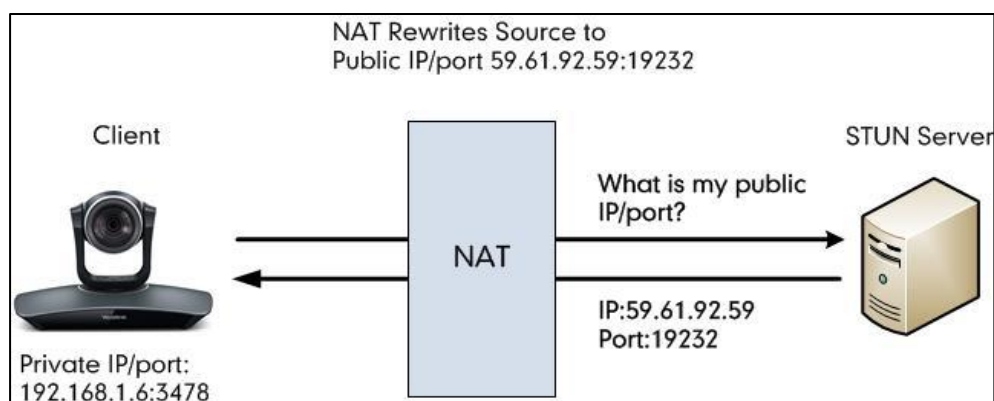 NAT Rewrites Source to
Public IP/port 59.61.92.59:19232
Client
STUN Server
What is my public
IP/port?
NAT
IP:59.61.92.59
Port:19232
Private IP/port:
192.168.1.6:3478